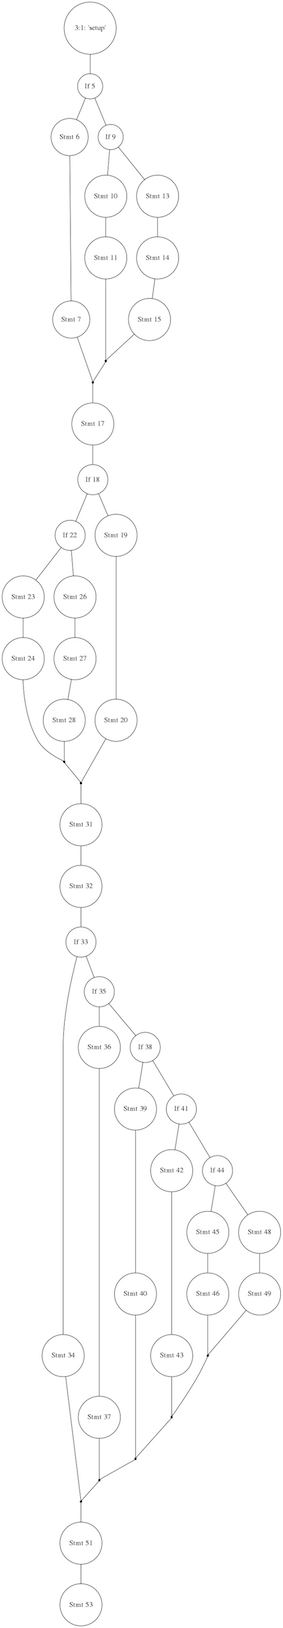 3:1: 'setup'
If 5
Stmt 6
If 9
Stmt 10
Stmt 13
Stmt 11
Stmt 14
Stmt 7
Stmt 15
Stmt 17
If 18
If 22
Stmt 19
Stmt 23
Stmt 26
Stmt 24
Stmt 27
Stmt 28
Stmt 20
Stmt 31
Stmt 32
If 33
If 35
Stmt 36
If 38
Stmt 39
If 41
Stmt 42
If 44
Stmt 45
Stmt 48
Stmt 40
Stmt 46
Stmt 49
Stmt 34
Stmt 43
Stmt 37
Stmt 51
Stmt 53